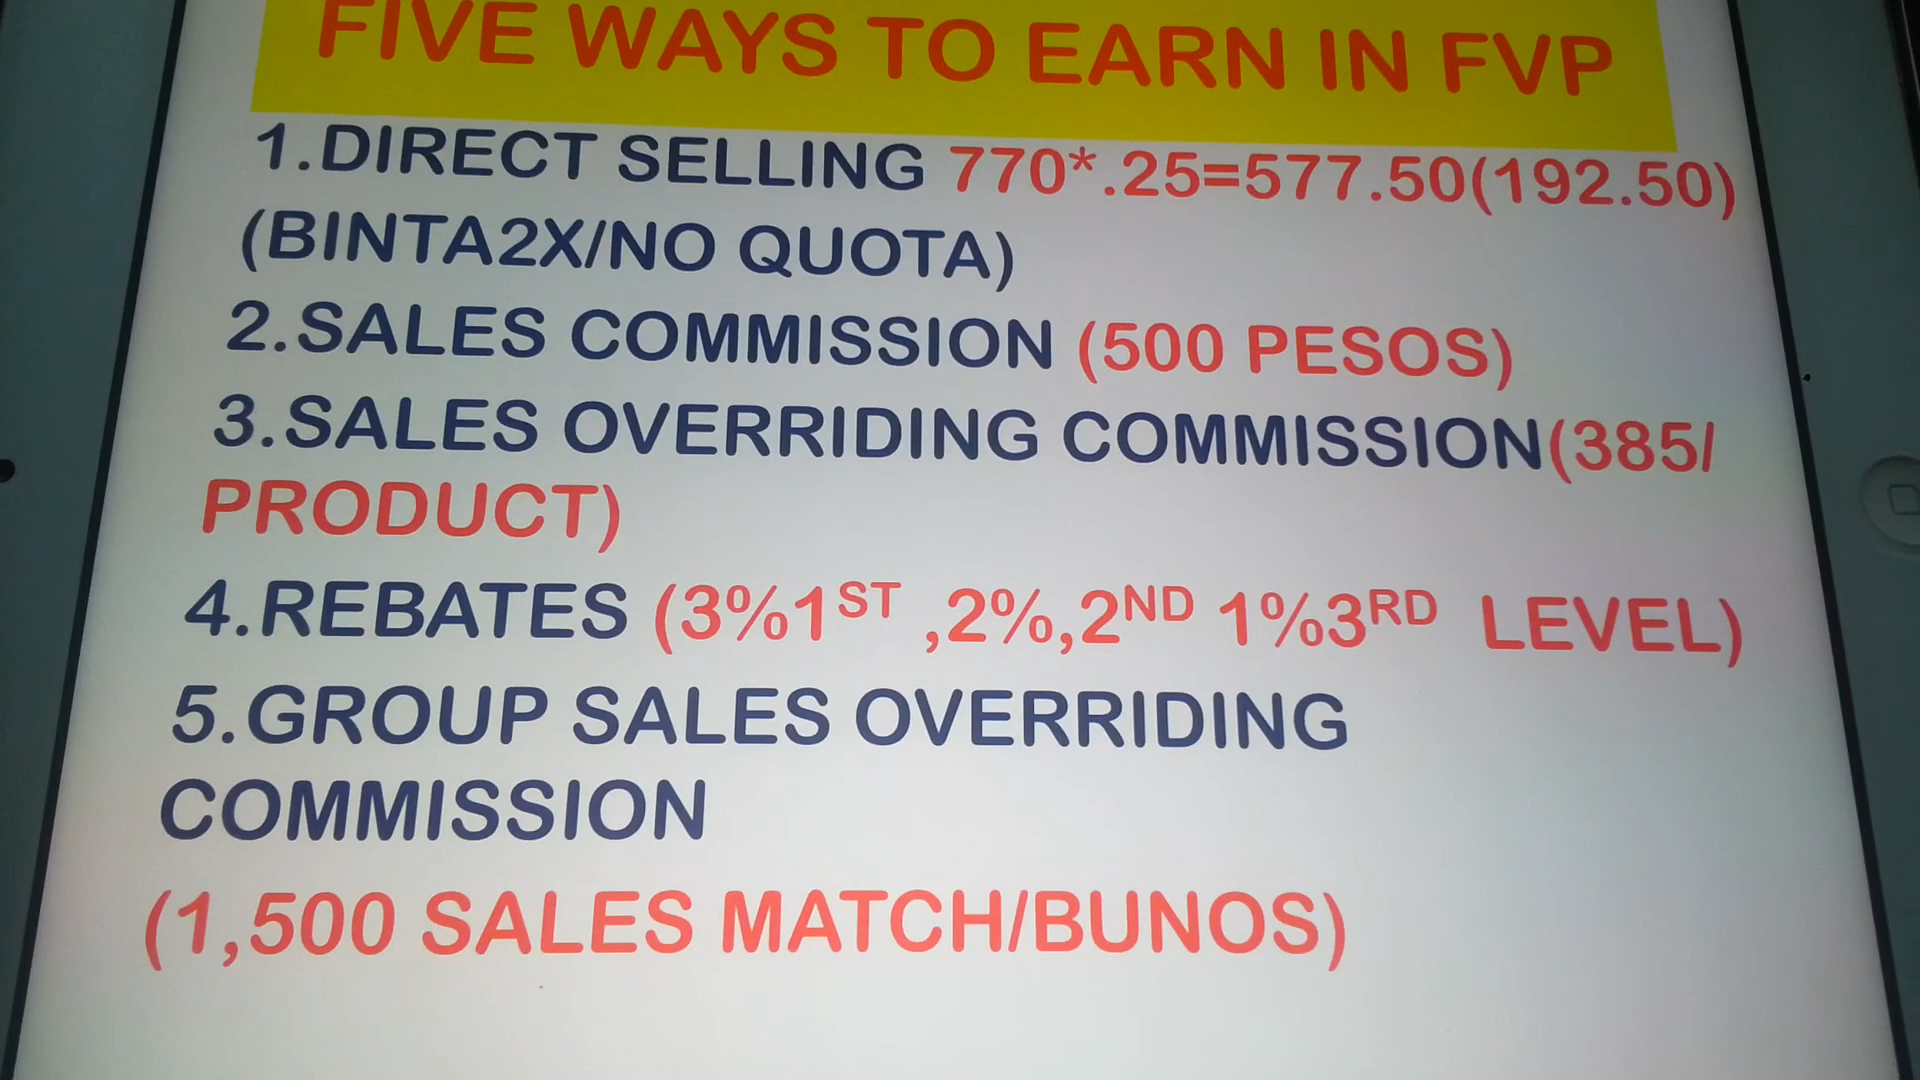 FIVE WAYS TO EARN IN FVP
1.DIRECT SELLING 770*.25=577.50(192.50)
(BINTA2X/NO QUOTA)
2.SALES COMMISSION (500 PESOS)
3.SALES OVERRIDING COMMISSION(385/
PRODUCT)
4.REBATES (3%1ST ,2%,2ND 1%3RD LEVEL)
5.GROUP SALES OVERRIDING
COMMISSION
(1,500 SALES MATCH/BUNOS)